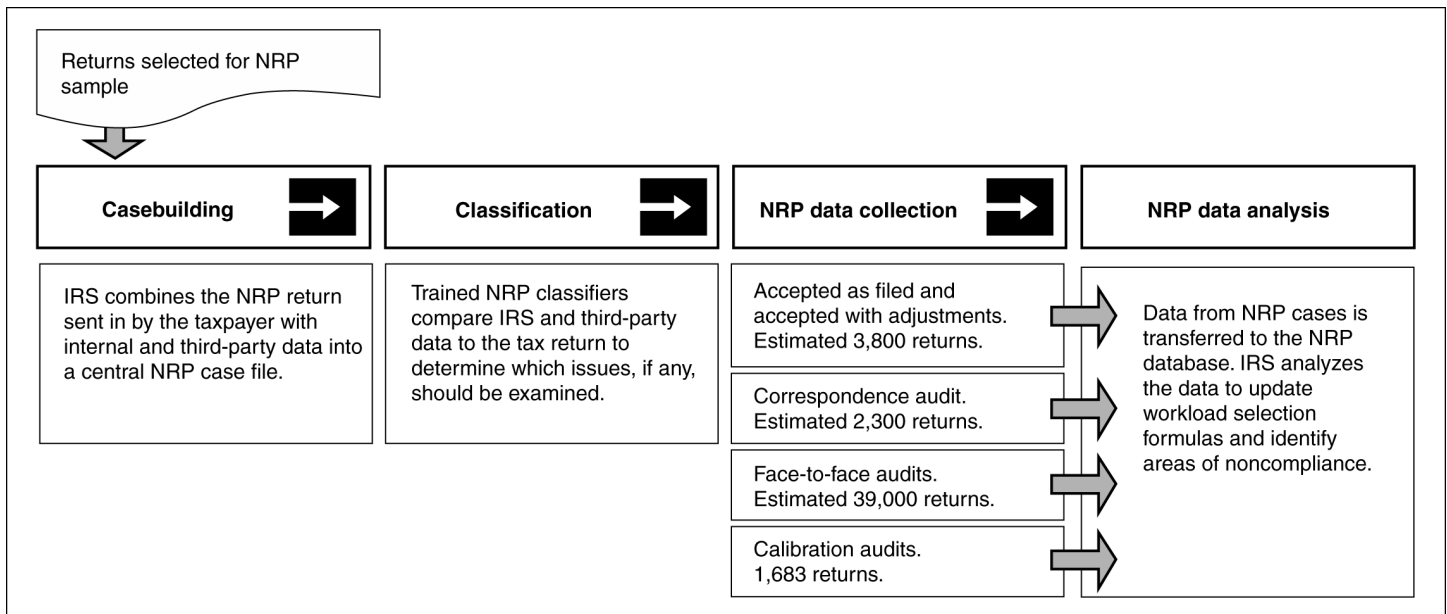 Returns selected for NRP
sample
Casebuilding
IRS combines the NRP return
sent in by the taxpayer with
internal and third-party data into
a central NRP case file.
Classification
Trained NRP classifiers
compare IRS and third-party
data to the tax return to
determine which issues, if any,
should be examined.
NRP data collection
Accepted as filed and
accepted with adjustments.
Estimated 3,800 returns.
Correspondence audit.
Estimated 2,300 returns.
Face-to-face audits.
Estimated 39,000 returns.
Calibration audits.
1,683 returns.
NRP data analysis
Data from NRP cases is
transferred to the NRP
database. IRS analyzes
the data to update
workload selection
formulas and identify
areas of noncompliance.